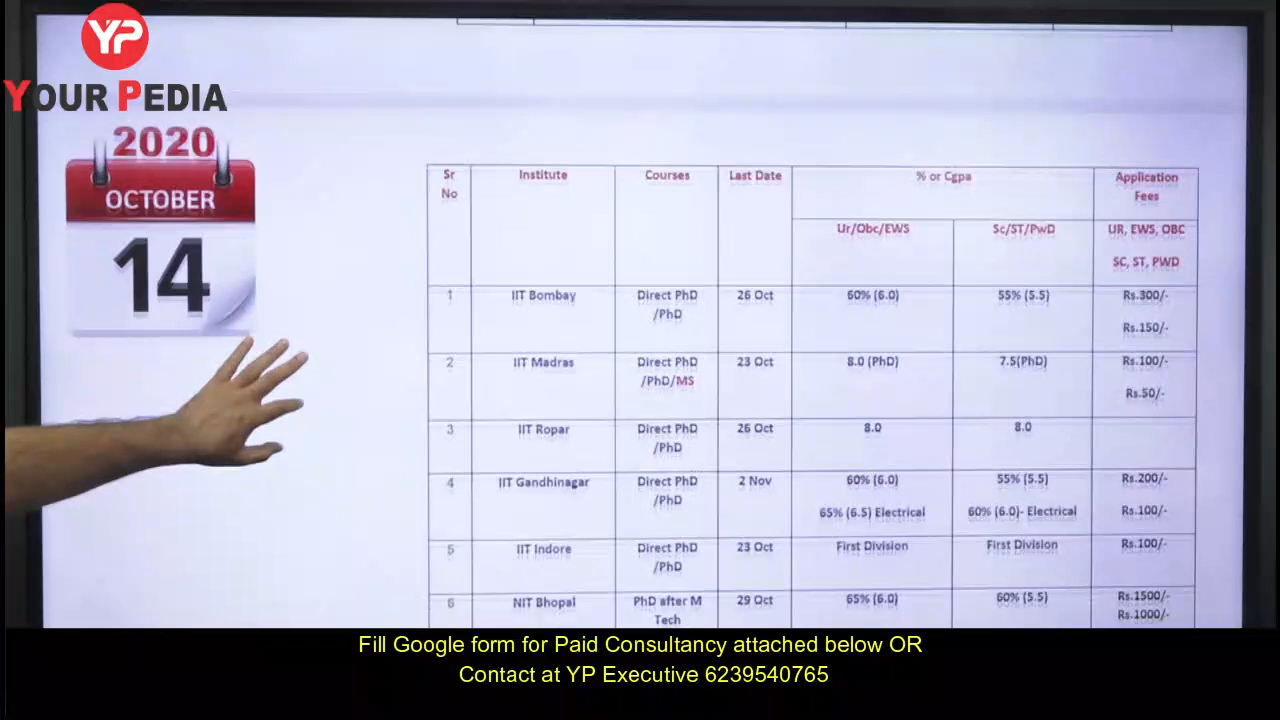 YP
YOUR PEDIA
2020
OCTOBER
14
Sr No
Institute
Courses
Last Date
% or Cgpa
Application Fees
Ur/Obc/EWS
Sc/ST/PwD
UR, EWS, OBC
SC, ST, PWD
1
IIT Bombay
Direct PhD
/PhD
26 Oct
60% (6.0)
55% (5.5)
Rs.300/-
Rs.150/-
2
IIT Madras
Direct PhD
/PhD/MS
23 Oct
8.0 (PhD)
7.5(PhD)
Rs.100/-
Rs.50/-
3
IIT Ropar
Direct PhD
/PhD
26 Oct
8.0
8.0
4
IIT Gandhinagar
Direct PhD
/PhD
2 Nov
60% (6.0)
65% (6.5) Electrical
55% (5.5)
60% (6.0)- Electrical
Rs.200/-
Rs.100/-
5
IIT Indore
Direct PhD
/PhD
23 Oct
First Division
First Division
Rs.100/-
6
NIT Bhopal
PhD after M
Tech
29 Oct
65% (6.0)
60% (5.5)
Rs.1500/-
Rs.1000/-
Fill Google form for Paid Consultancy attached below OR
Contact at YP Executive 6239540765